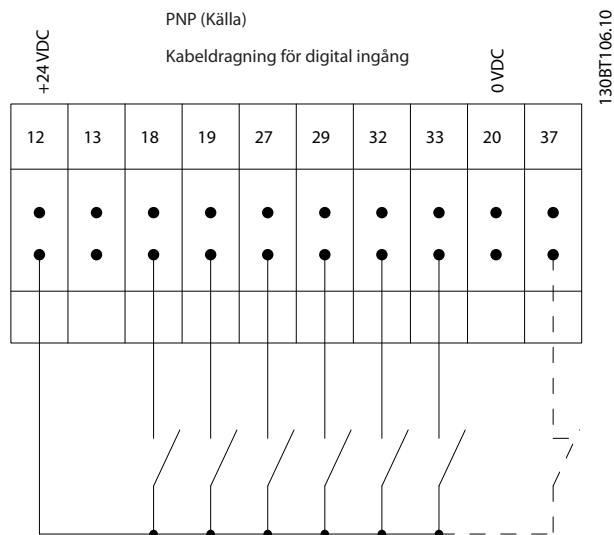 PNP (Källa)
Kabeldragning för digital ingång
+24 VDC
0 VDC
130BT106.10
12 13 18 19 27 29 32 33 20 37